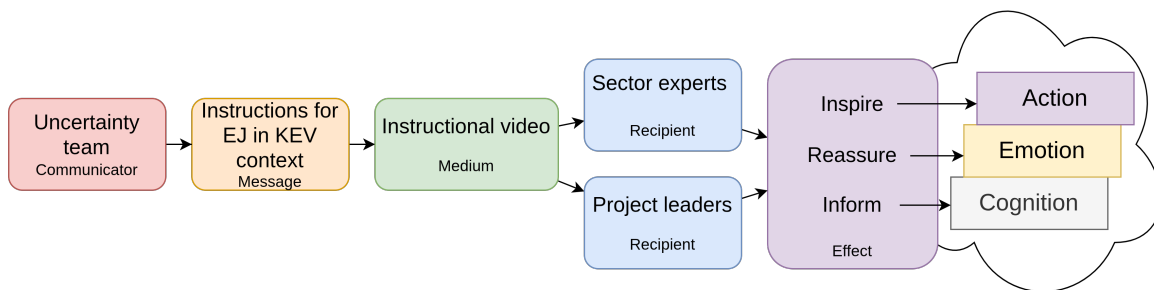 Uncertainty
team
Communicator
Instructions for
EJ in KEV
context
Message
Instructional video
Medium
Sector experts
Recipient
Project leaders
Recipient
Inspire
Reassure
Inform
Effect
Action
Emotion
Cognition